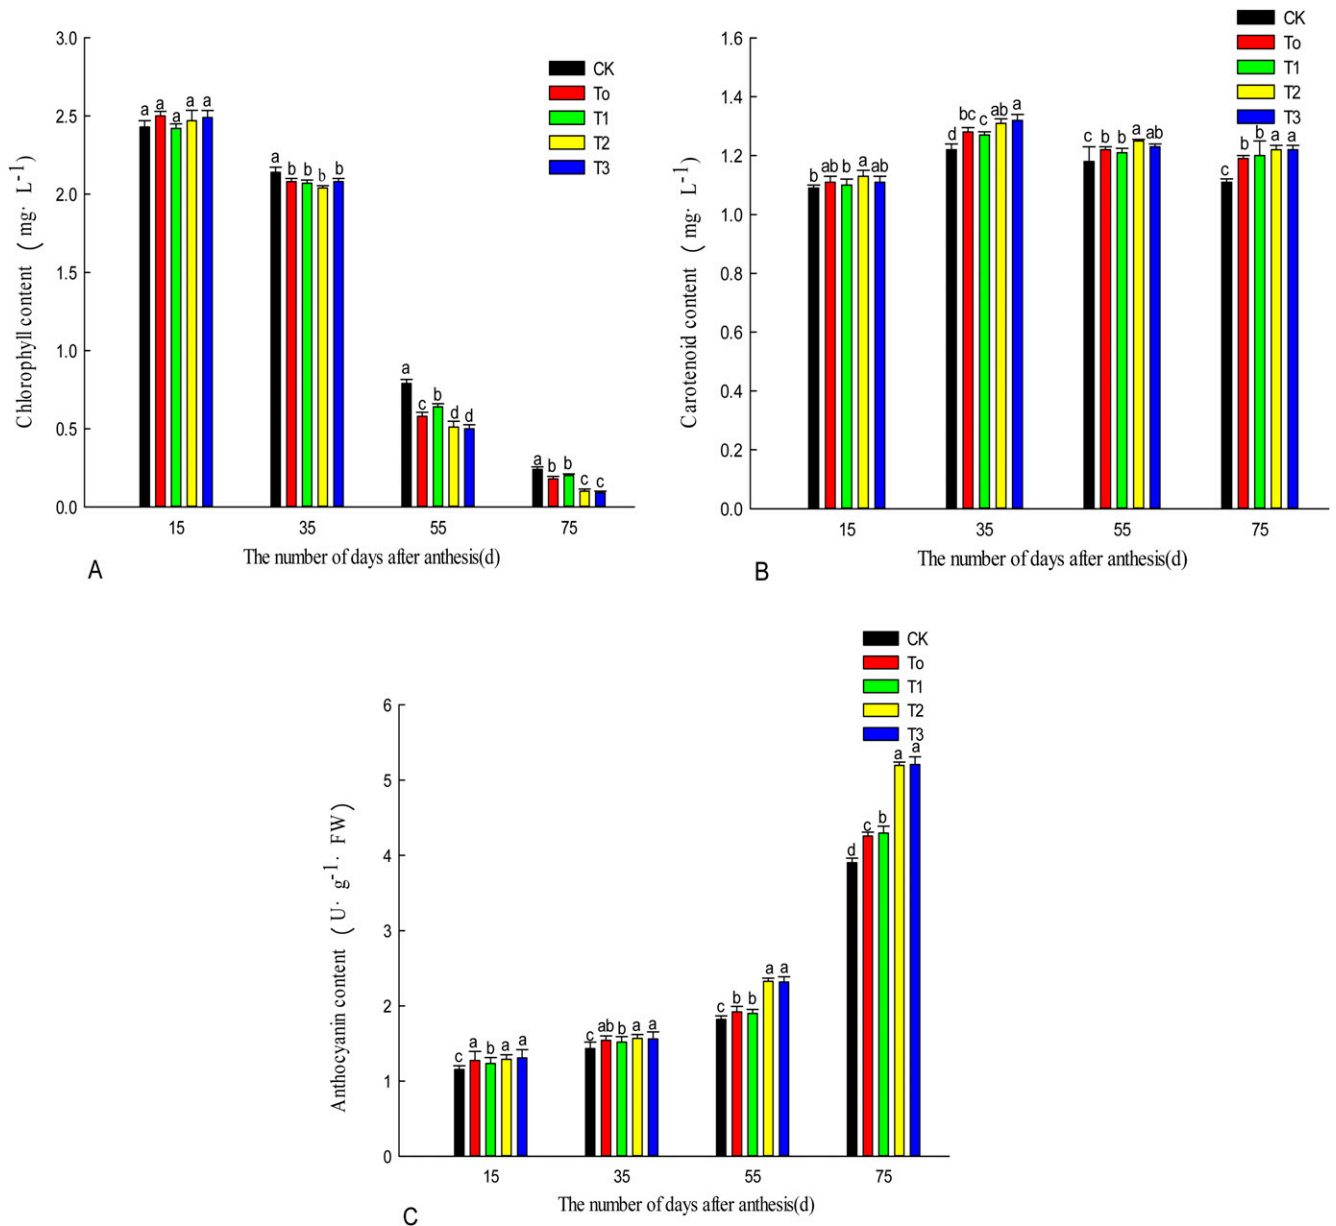 CK
To
T1
T2
T3
3.0
2.5
2.0
1.5
1.0
0.5
0.0
Chlorophyll content ( mg· L⁻¹)
a a a a a
a b b b b
a c b d d
a b b c c
15 35 55 75
The number of days after anthesis(d)
A
CK
To
T1
T2
T3
1.6
1.4
1.2
1.0
0.8
0.6
0.4
0.2
0.0
Carotenoid content ( mg· L⁻¹)
b ab b a ab
d bc c ab a
c b b a ab
c b b a a
15 35 55 75
The number of days after anthesis(d)
B
CK
To
T1
T2
T3
6
5
4
3
2
1
0
Anthocyanin content ( U· g⁻¹· FW)
c a b a a
c ab b a a
c b b a a
d c b a a
15 35 55 75
The number of days after anthesis(d)
C